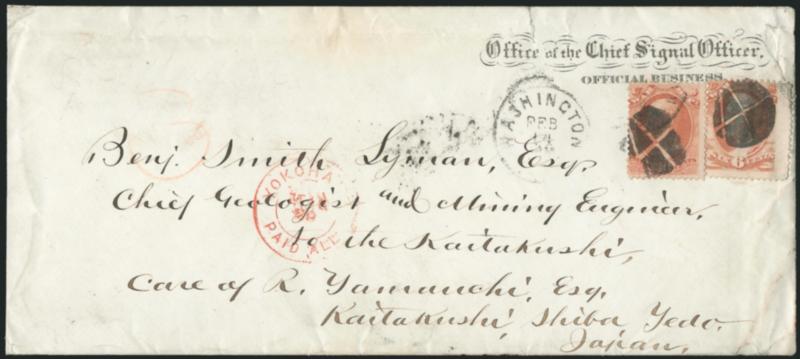 Office of the Chief Signal Officer.
OFFICIAL BUSINESS
WASHINGTON
FEB
Benj. Smith Lyman, Esq.
Chief Geologist and Mining Engineer,
to the Kaitakushi,
Care of R. Yamauchi, Esq.
Kaitakushi, Shiba, Yedo.
Japan.
YOKOHA
PAID ALL